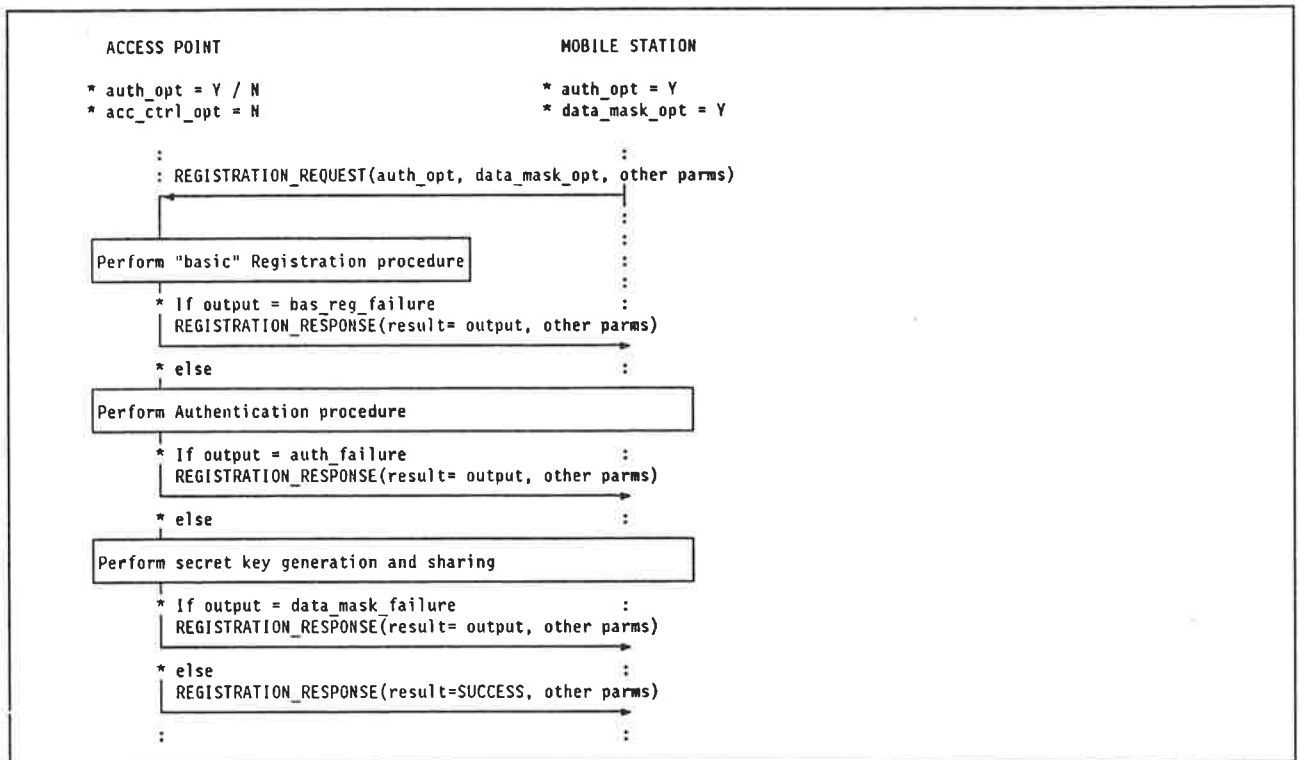 ACCESS POINT MOBILE STATION
* auth_opt = Y / N * auth_opt = Y
* acc_ctrl_opt = N * data_mask_opt = Y
: :
: REGISTRATION_REQUEST(auth_opt, data_mask_opt, other parms)
:
:
Perform "basic" Registration procedure :
:
* If output = bas_reg_failure :
REGISTRATION_RESPONSE(result= output, other parms)
* else :
Perform Authentication procedure
* If output = auth_failure :
REGISTRATION_RESPONSE(result= output, other parms)
* else :
Perform secret key generation and sharing
* If output = data_mask_failure :
REGISTRATION_RESPONSE(result= output, other parms)
* else :
REGISTRATION_RESPONSE(result=SUCCESS, other parms)
: :